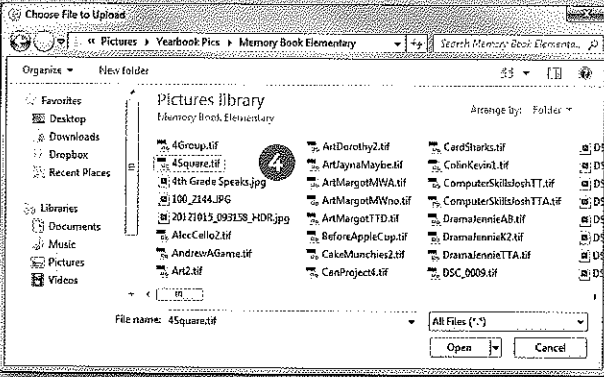 Choose File to Upload
« Pictures › Yearbook Pics › Memory Book Elementary
Search Memory Book Elementa...
Organize
New folder
Favorites
Desktop
Downloads
Dropbox
Recent Places
Libraries
Documents
Music
Pictures
Videos
Pictures library
Memory Book Elementary
Arrange by: Folder
4Group.tif
4Square.tif
4th Grade Speaks.jpg
100_2144.JPG
20121015_093158_HDR.jpg
AlecCello2.tif
AndrewAGame.tif
Art2.tif
4
ArtDorothy2.tif
ArtJaynaMaybe.tif
ArtMargotMWA.tif
ArtMargotMWno.tif
ArtMargotTTD.tif
BeforeAppleCup.tif
CakeMunchies2.tif
CanProject4.tif
CardSharks.tif
ColinKevin1.tif
ComputerSkillsJoshTT.tif
ComputerSkillsJoshTTA.tif
DramaJennieAB.tif
DramaJennieK2.tif
DramaJennieTTA.tif
DSC_0009.tif
File name: 4Square.tif
All Files (*.*)
Open
Cancel